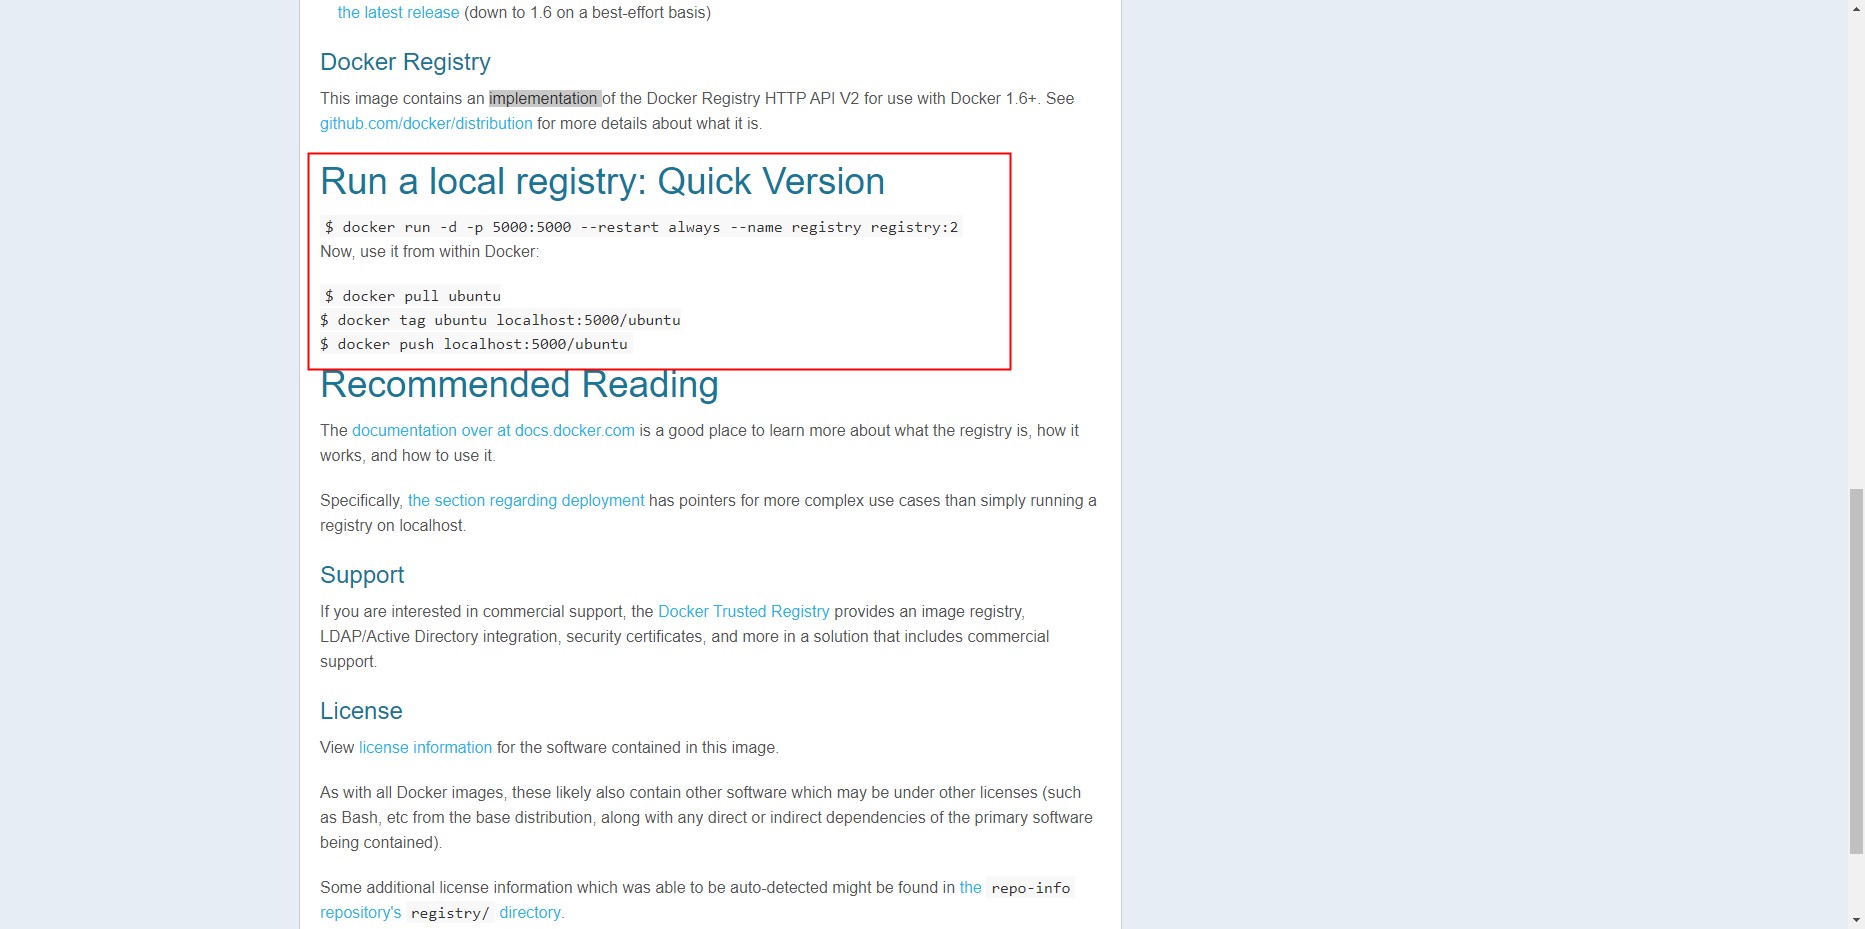 the latest release (down to 1.6 on a best-effort basis)
Docker Registry
This image contains an implementation of the Docker Registry HTTP API V2 for use with Docker 1.6+. See
github.com/docker/distribution for more details about what it is.
Run a local registry: Quick Version
$ docker run -d -p 5000:5000 --restart always --name registry registry:2
Now, use it from within Docker:
$ docker pull ubuntu
$ docker tag ubuntu localhost:5000/ubuntu
$ docker push localhost:5000/ubuntu
Recommended Reading
The documentation over at docs.docker.com is a good place to learn more about what the registry is, how it
works, and how to use it.
Specifically, the section regarding deployment has pointers for more complex use cases than simply running a
registry on localhost.
Support
If you are interested in commercial support, the Docker Trusted Registry provides an image registry,
LDAP/Active Directory integration, security certificates, and more in a solution that includes commercial
support.
License
View license information for the software contained in this image.
As with all Docker images, these likely also contain other software which may be under other licenses (such
as Bash, etc from the base distribution, along with any direct or indirect dependencies of the primary software
being contained).
Some additional license information which was able to be auto-detected might be found in the repo-info
repository's registry/ directory.